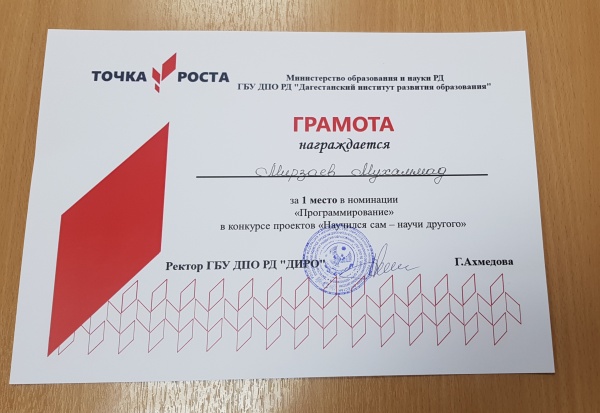 ТОЧКА РОСТА
Министерство образования и науки РД
ГБУ ДПО РД "Дагестанский институт развития образования"
ГРАМОТА
награждается
Мирзаев Мухаммад
за 1 место в номинации
«Программирование»
в конкурсе проектов «Научился сам – научи другого»
Ректор ГБУ ДПО РД "ДИРО" Г.Ахмедова